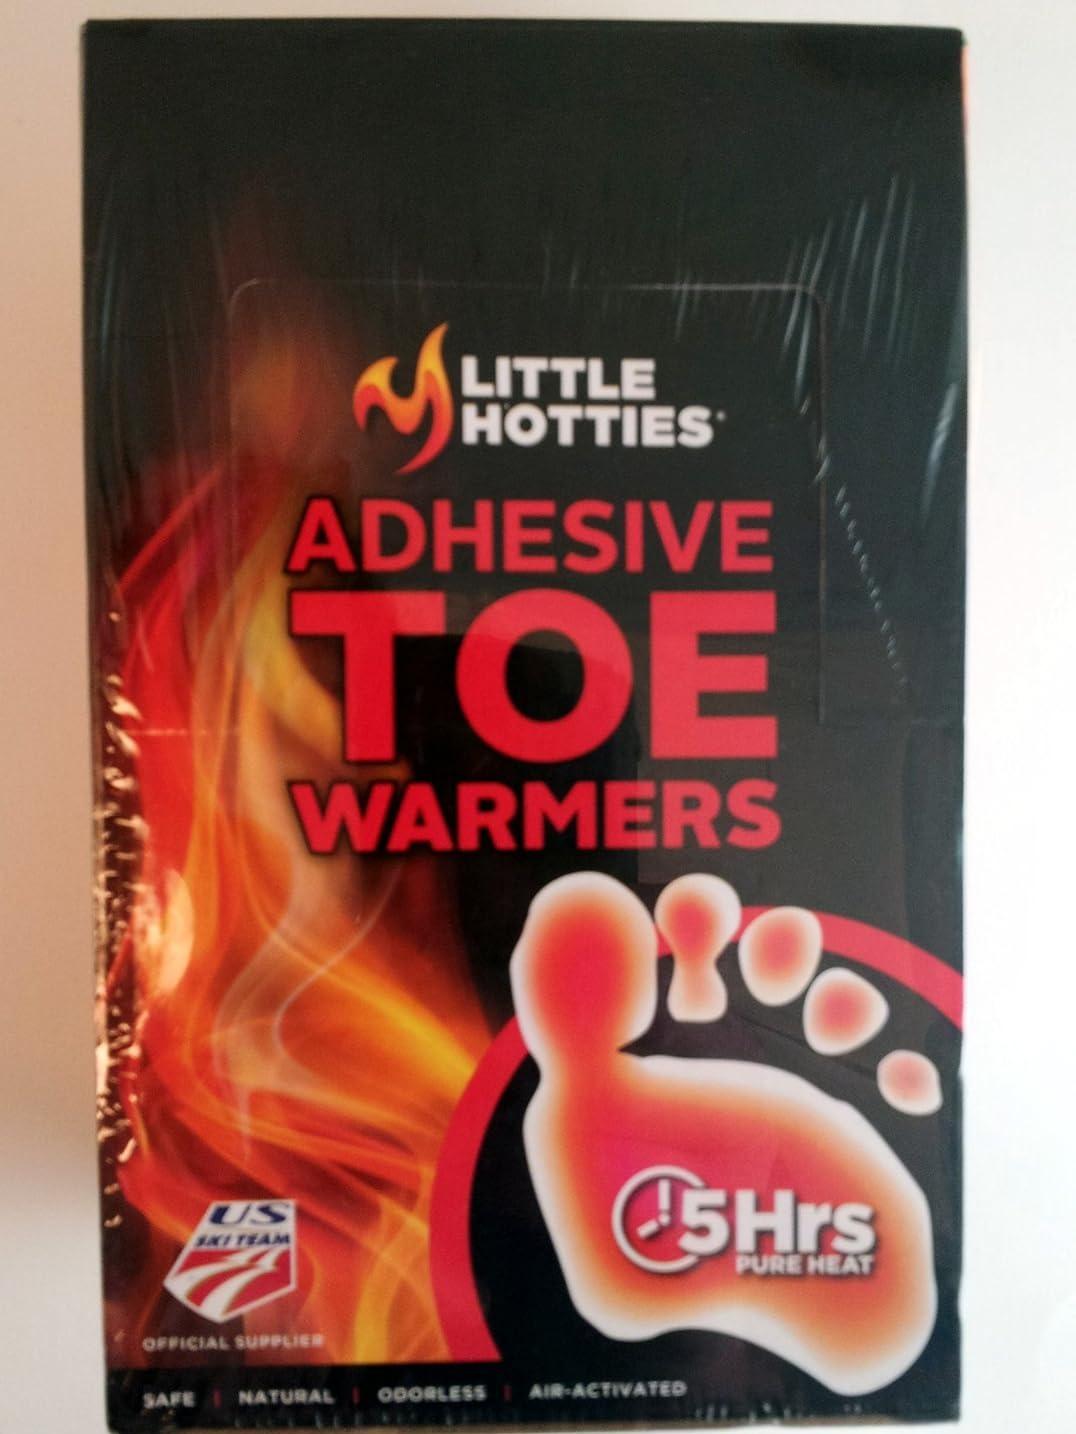 LITTLE
HOTTIES®
ADHESIVE
TOE
WARMERS
5Hrs
PURE HEAT
US
SKI TEAM
OFFICIAL SUPPLIER
SAFE | NATURAL | ODORLESS | AIR-ACTIVATED